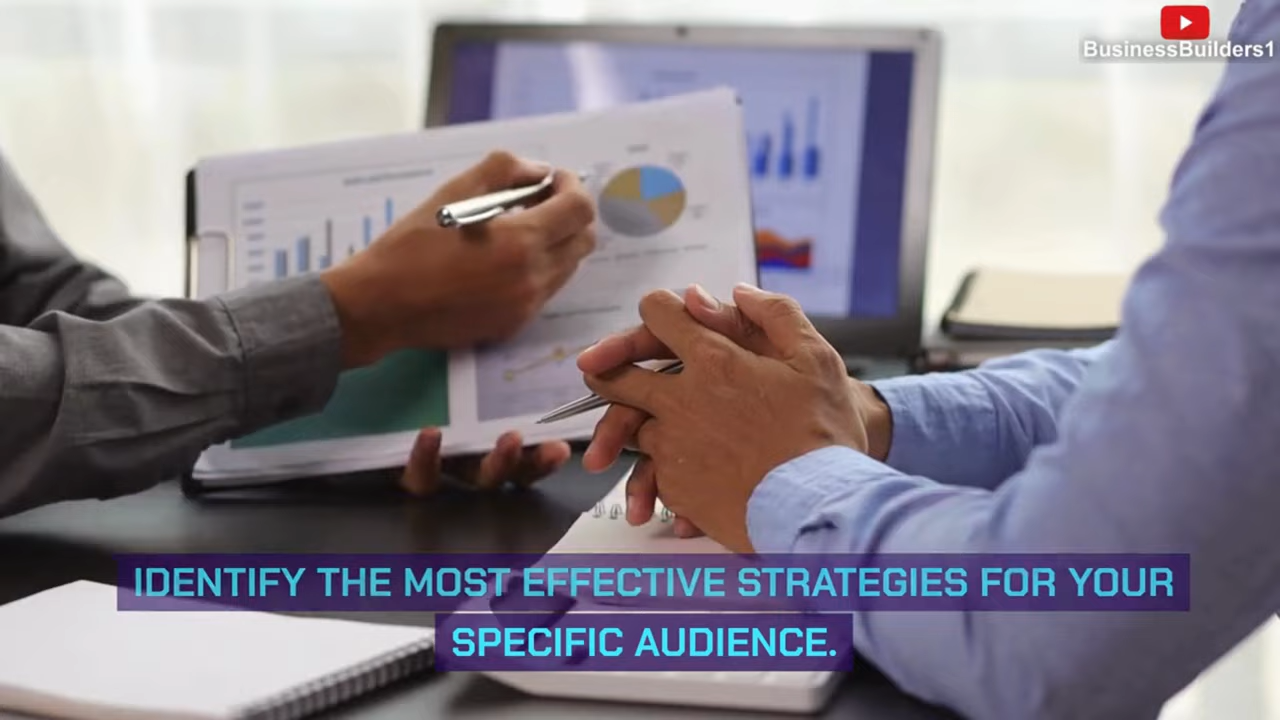 BusinessBuilders1
IDENTIFY THE MOST EFFECTIVE STRATEGIES FOR YOUR
SPECIFIC AUDIENCE.